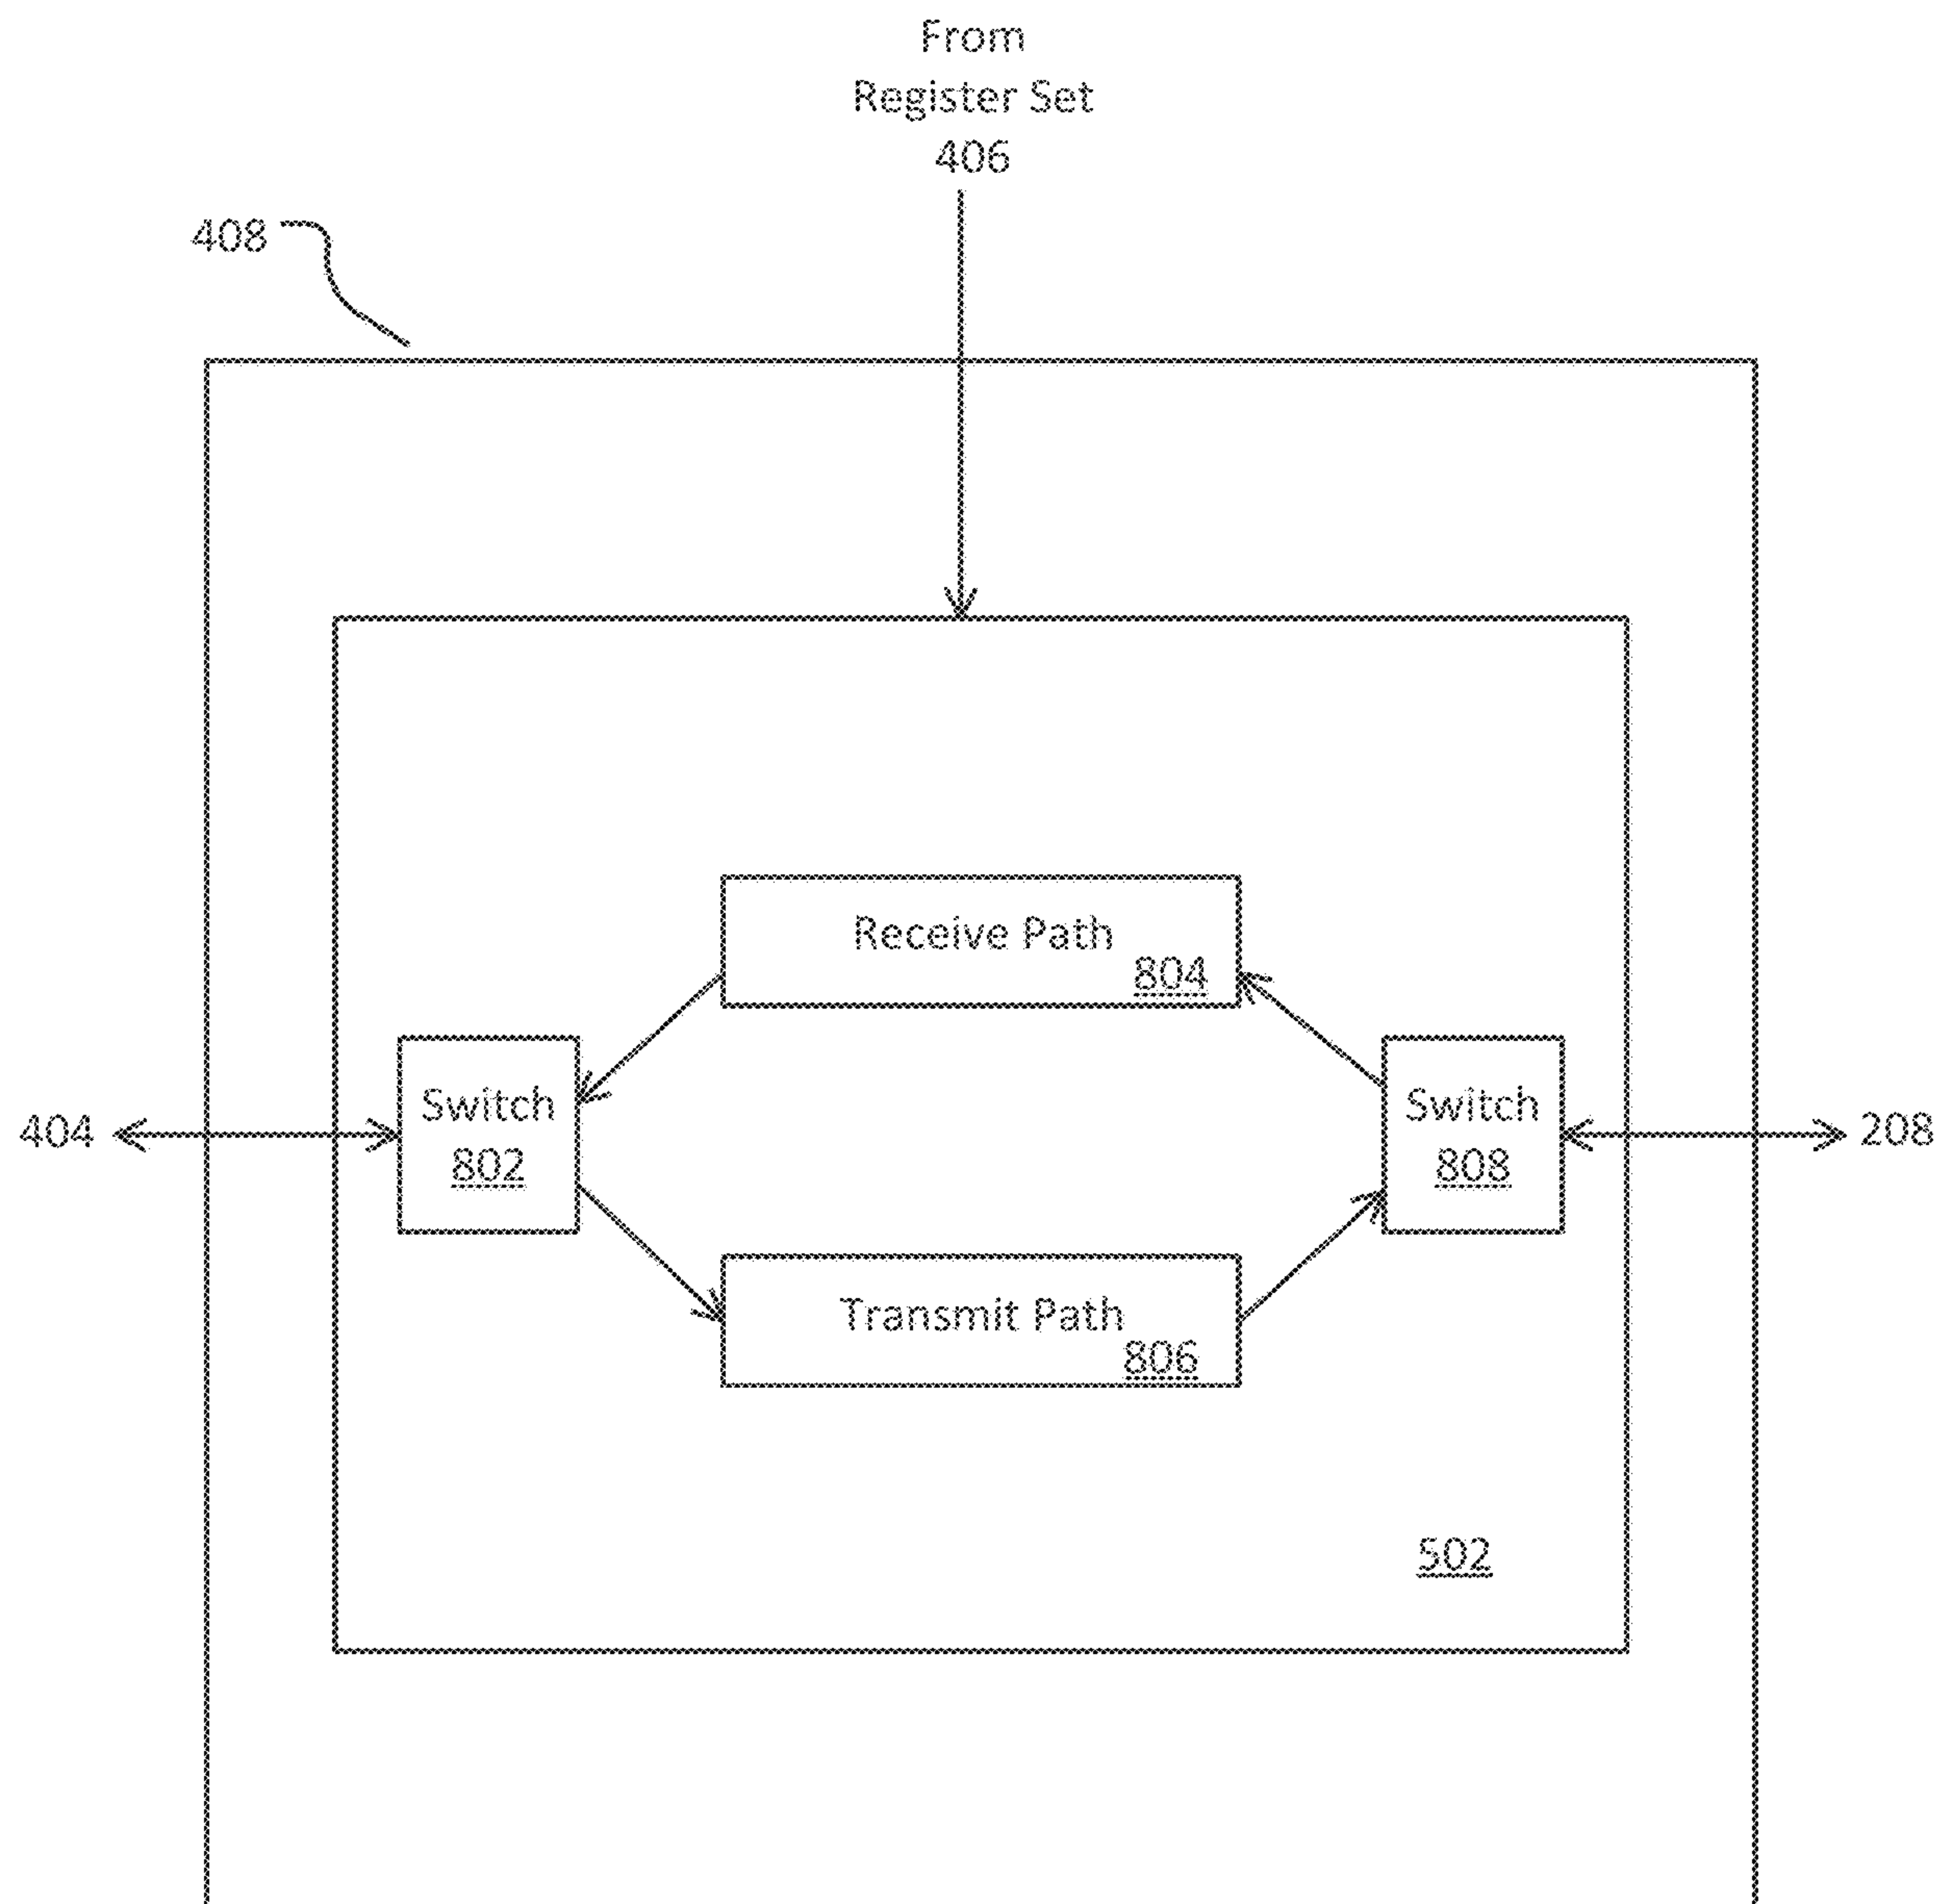 From
Register Set
406
408
Receive Path
804
Switch
802
Switch
808
404
208
Transmit Path
806
502